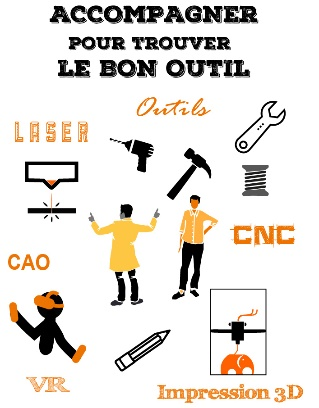 ACCOMPAGNER
POUR TROUVER
LE BON OUTIL
Outils
LASER
CNC
CAO
VR
Impression 3D